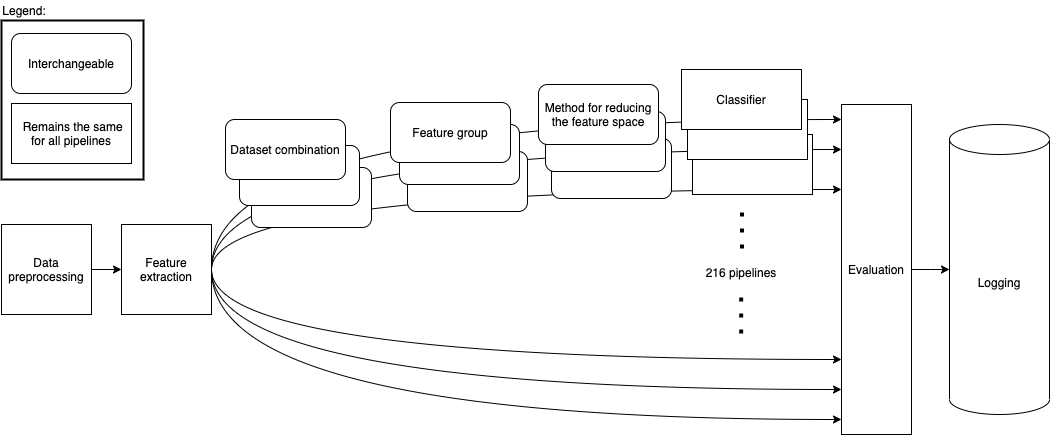 Legend:
Interchangeable
Remains the same
for all pipelines
Dataset combination
Feature group
Method for reducing
the feature space
Classifier
Data
preprocessing
Feature
extraction
216 pipelines
Evaluation
Logging